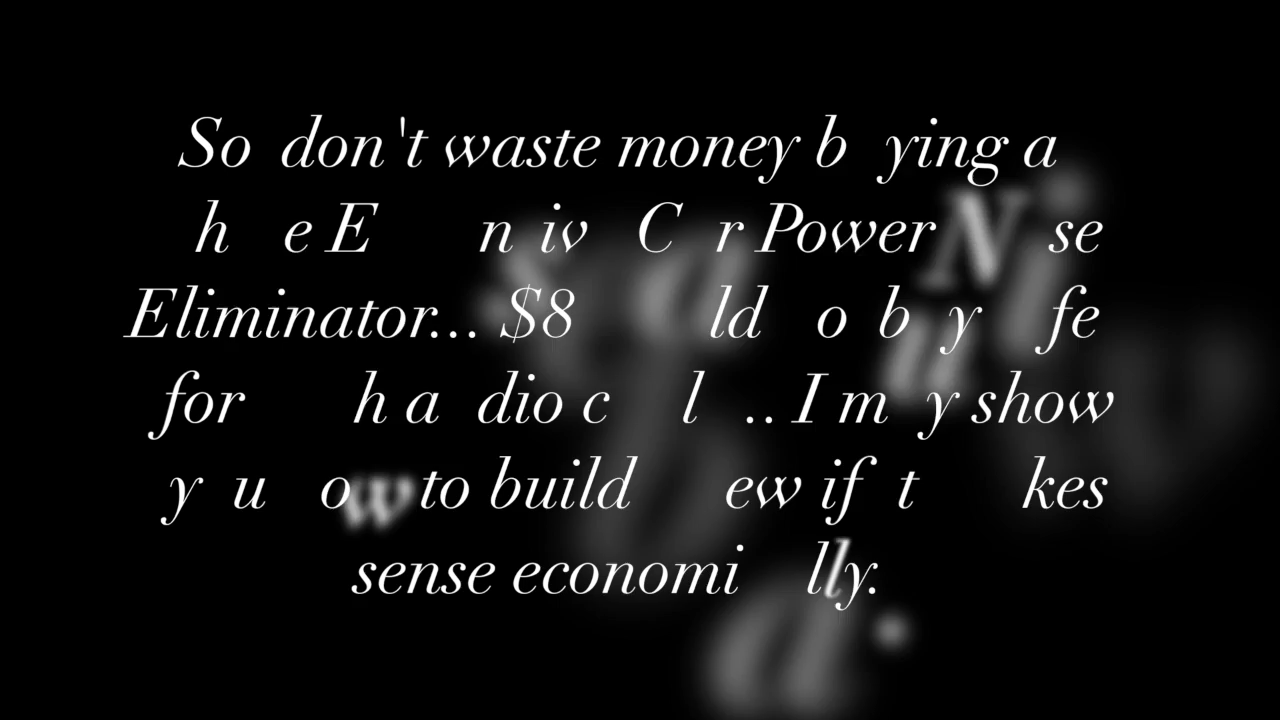 So don't waste money b ying a
h e E n iv C r Power N se
Eliminator... $8 ld o b y fe
for h a dio c l .. I m y show
y u ow to build ew if t kes
sense economi lly.